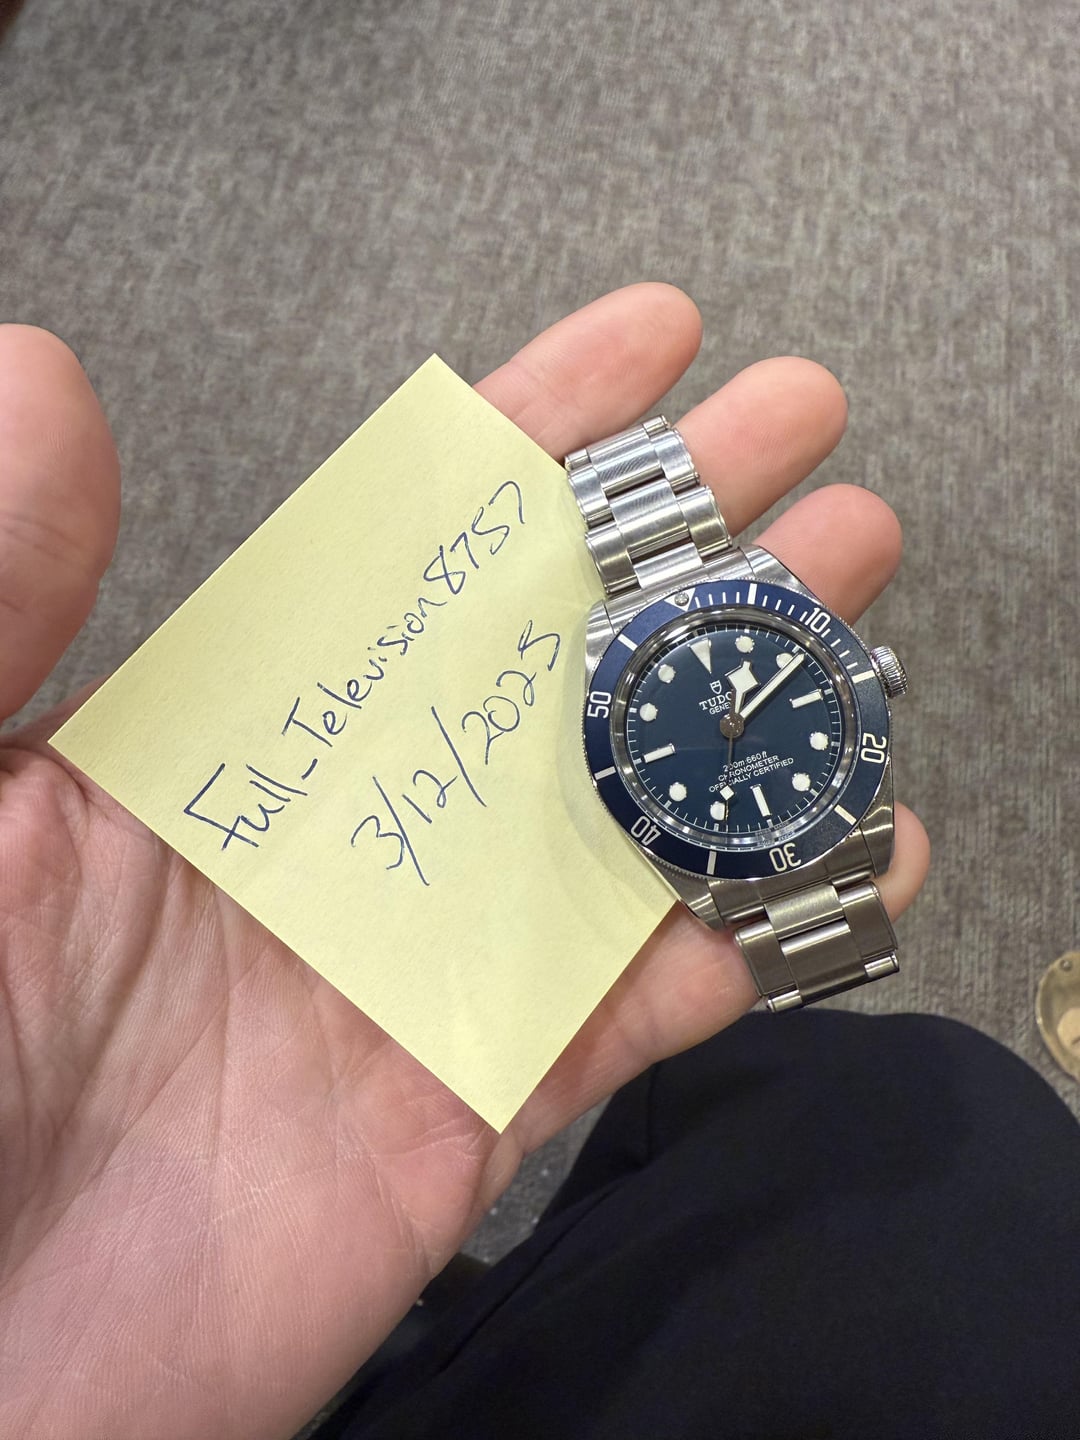 Full_Television8757
3/12/2025
TUDOR
200m 660ft
CHRONOMETER
OFFICIALLY CERTIFIED
10
20
30
40
50